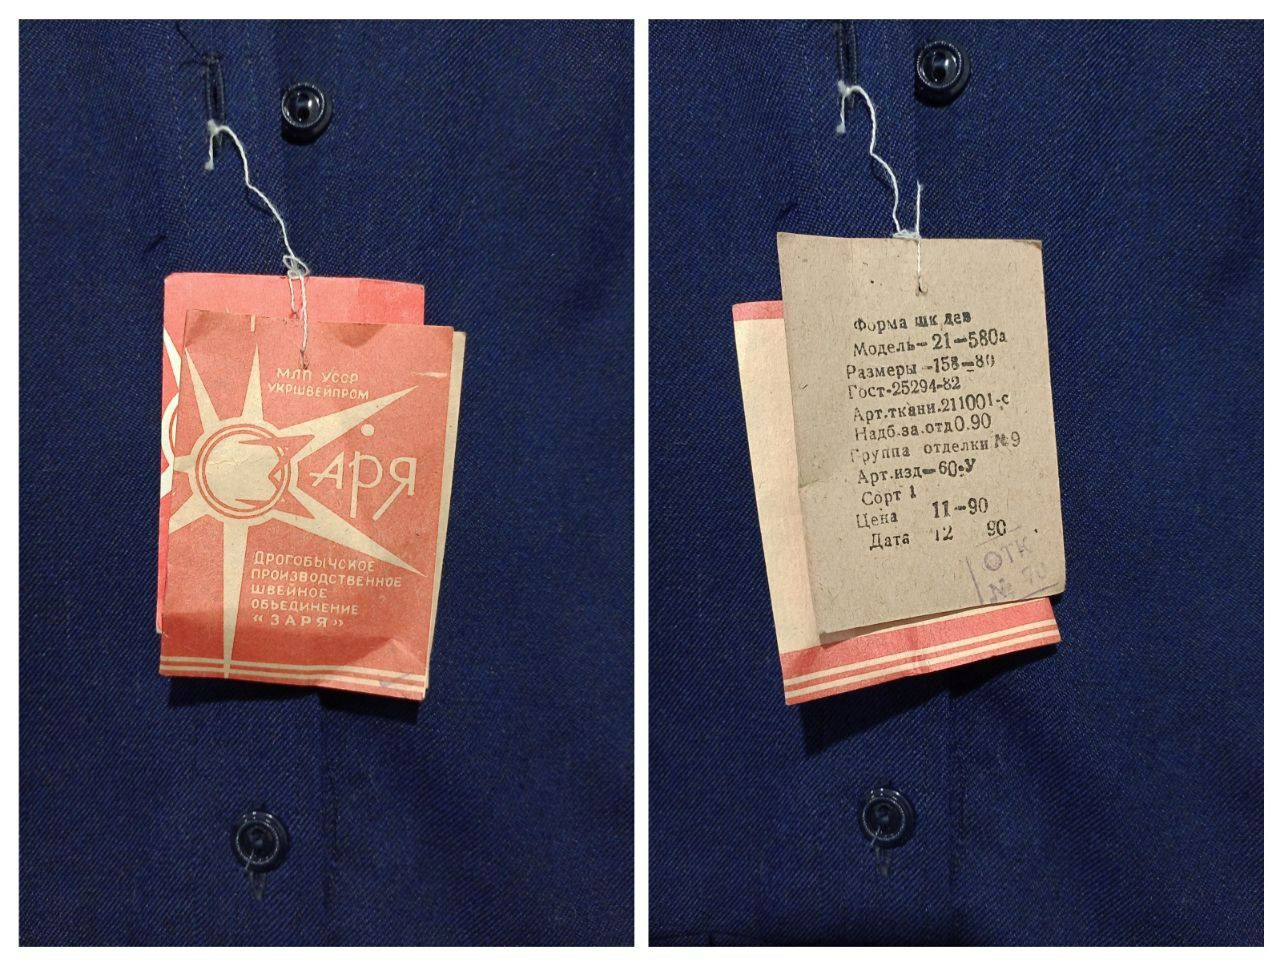 МЛП УССР
УКРШВЕЙПРОМ
ЗАРЯ
ДРОГОБЫЧСКОЕ
ПРОИЗВОДСТВЕННОЕ
ШВЕЙНОЕ
ОБЪЕДИНЕНИЕ
«ЗАРЯ»
Форма шк дев
Модель-21-580а
Размеры-158-80
Гост-25294-82
Арт.ткани.211001-с
Надб.за.отд0.90
Группа отделки №9
Арт.изд-60-У
Сорт 1
Цена 11-90
Дата 12 90
ОТК
№ 70